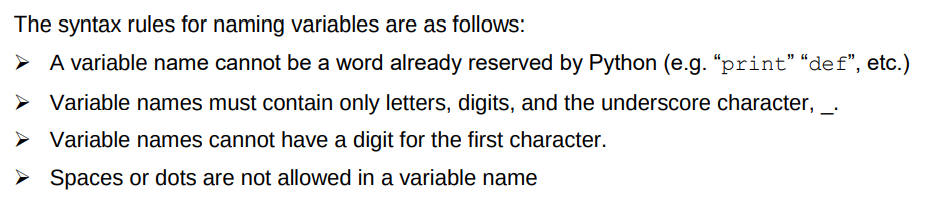 The syntax rules for naming variables are as follows:
➢ A variable name cannot be a word already reserved by Python (e.g. “print” “def”, etc.)
➢ Variable names must contain only letters, digits, and the underscore character, _.
➢ Variable names cannot have a digit for the first character.
➢ Spaces or dots are not allowed in a variable name